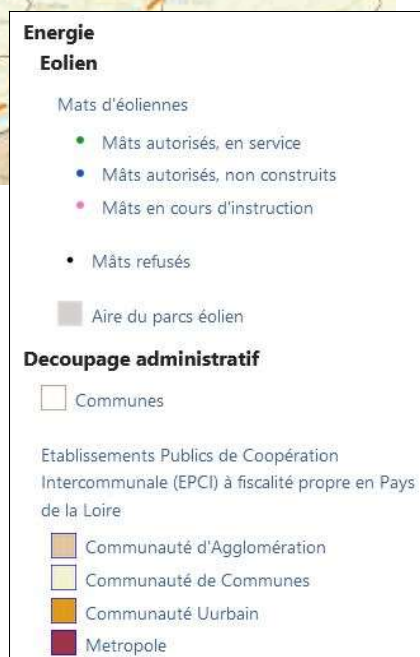 Energie
Eolien
Mats d'éoliennes
Mâts autorisés, en service
Mâts autorisés, non construits
Mâts en cours d'instruction
Mâts refusés
Aire du parcs éolien
Decoupage administratif
Communes
Etablissements Publics de Coopération
Intercommunale (EPCI) à fiscalité propre en Pays
de la Loire
Communauté d'Agglomération
Communauté de Communes
Communauté Uurbain
Metropole